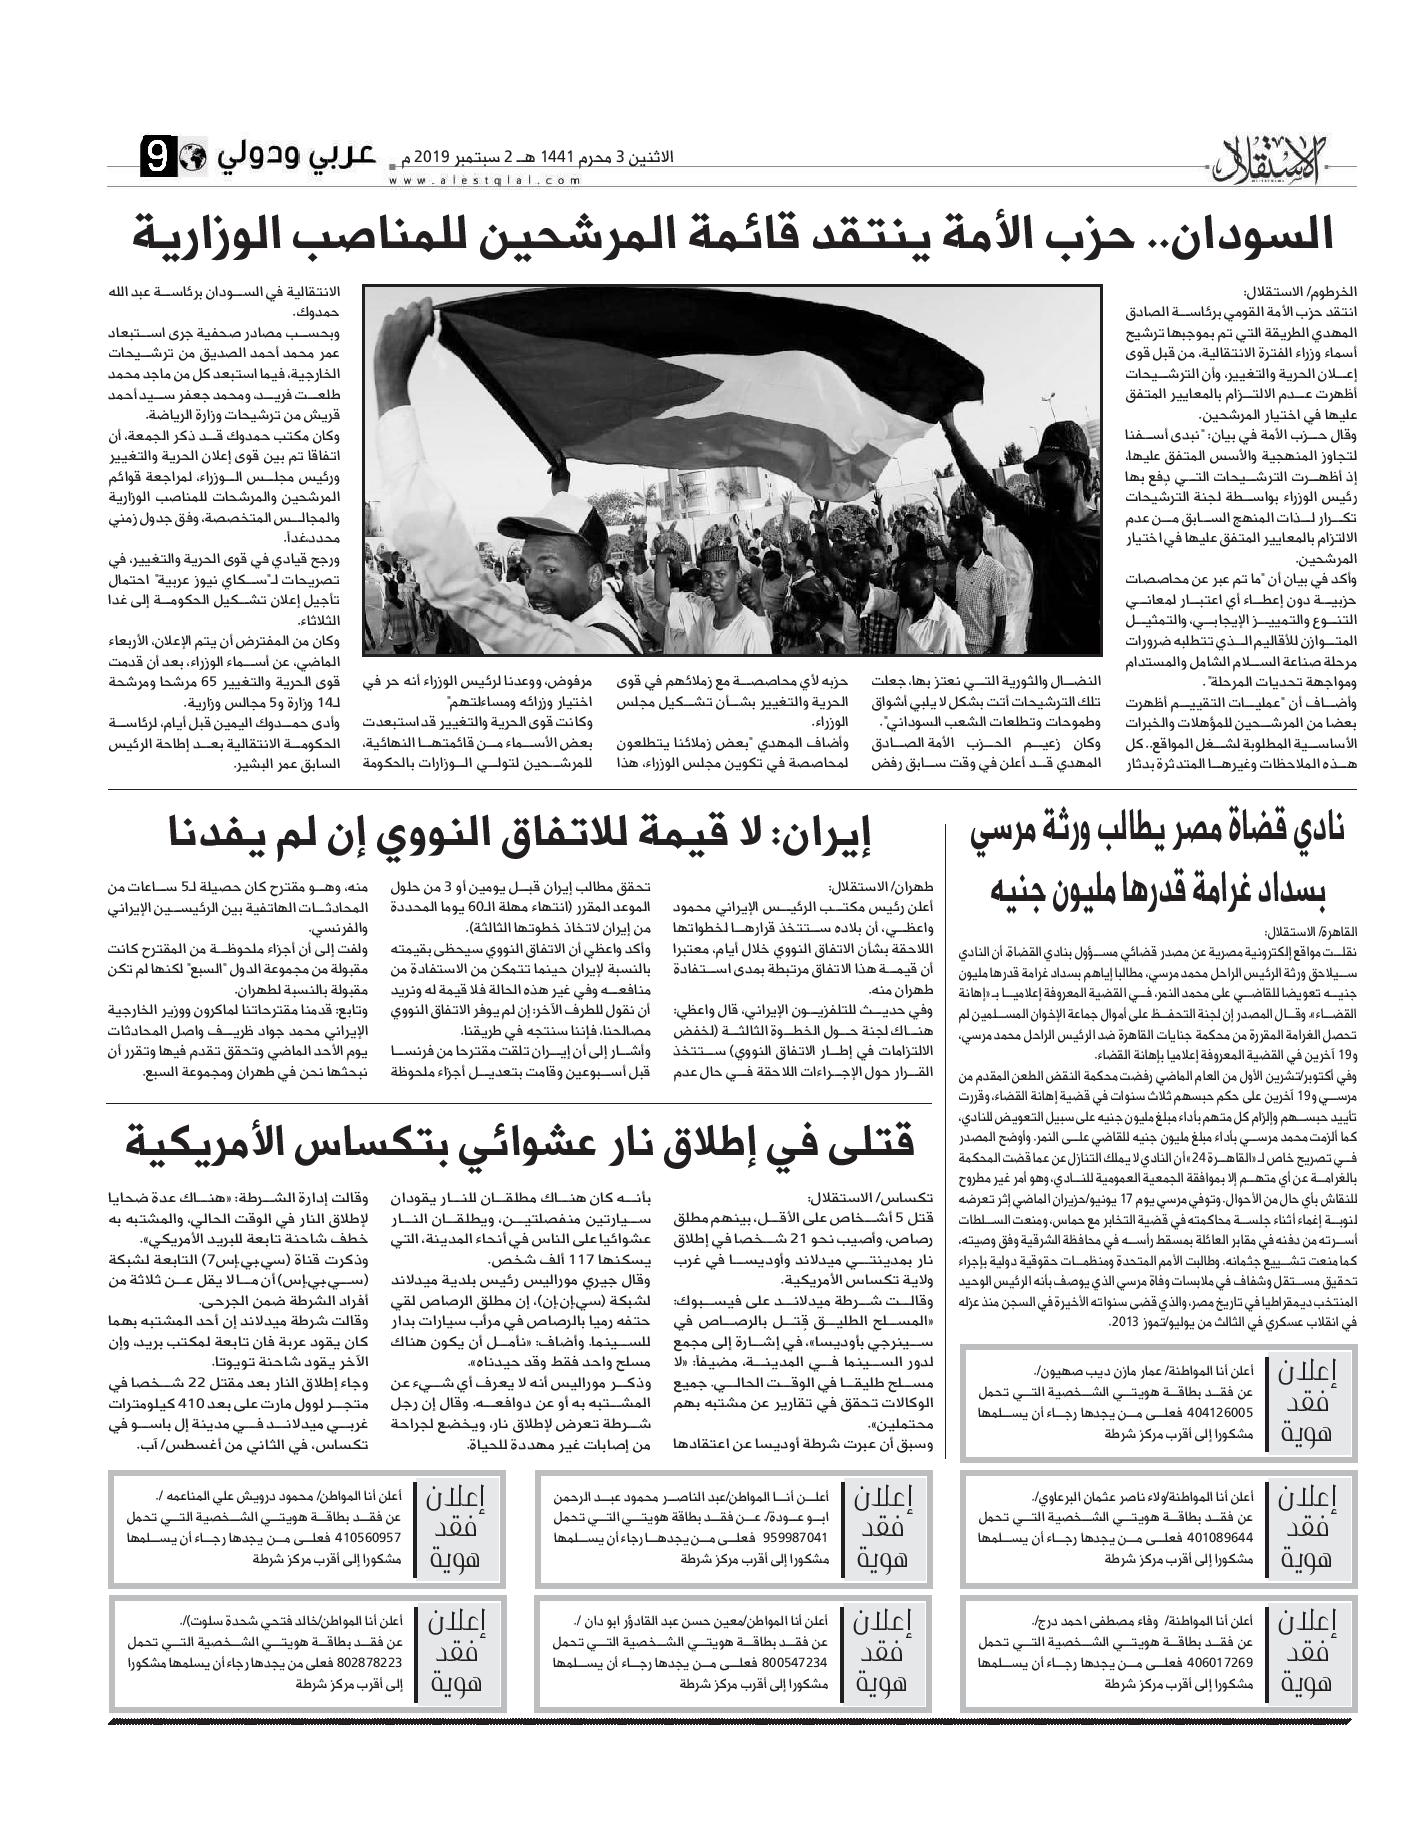 الاستقلال
الاثنين 3 محرم 1441 هـ 2 سبتمبر 2019 م
www.alestqlal.com
عربي ودولي
9
السودان.. حزب الأمة ينتقد قائمة المرشحين للمناصب الوزارية
الخرطوم/ الاستقلال:
انتقد حزب الأمة القومي برئاسة الصادق
المهدي الطريقة التي تم بموجبها ترشيح
أسماء وزراء الفترة الانتقالية، من قبل قوى
إعلان الحرية والتغيير، وأن الترشيحات
أظهرت عدم الالتزام بالمعايير المتفق
عليها في اختيار المرشحين.
وقال حزب الأمة في بيان: "نبدى أسفنا
لتجاوز المنهجية والأسس المتفق عليها،
إذ أظهرت الترشيحات التي دفع بها
رئيس الوزراء بواسطة لجنة الترشيحات
تكرار لذات المنهج السابق من عدم
الالتزام بالمعايير المتفق عليها في اختيار
المرشحين.
وأكد في بيان أن "ما تم عبر عن محاصصات
حزبية دون إعطاء أي اعتبار لمعاني
التنوع والتمييز الإيجابي، والتمثيل
المتوازن للأقاليم الذي تتطلبه ضرورات
مرحلة صناعة السلام الشامل والمستدام
ومواجهة تحديات المرحلة".
وأضاف أن "عمليات التقييم أظهرت
بعضا من المرشحين للمؤهلات والخبرات
الأساسية المطلوبة لشغل المواقع.. كل
هذه الملاحظات وغيرها المتدثرة بدثار
النضال والثورية التي نعتز بها، جعلت
تلك الترشيحات أتت بشكل لا يلبي أشواق
وطموحات وتطلعات الشعب السوداني".
وكان زعيم الحزب الأمة الصادق
المهدي قد أعلن في وقت سابق رفض
حزبه لأي محاصصة مع زملائهم في قوى
الحرية والتغيير بشأن تشكيل مجلس
الوزراء.
وأضاف المهدي "بعض زملائنا يتطلعون
لمحاصصة في تكوين مجلس الوزراء، هذا
مرفوض، ووعدنا لرئيس الوزراء أنه حر في
اختيار وزرائه ومساءلتهم"
وكانت قوى الحرية والتغيير قد استبعدت
بعض الأسماء من قائمتها النهائية،
للمرشحين لتولي الوزارات بالحكومة
الانتقالية في السودان برئاسة عبد الله
حمدوك.
وبحسب مصادر صحفية جرى استبعاد
عمر محمد أحمد الصديق من ترشيحات
الخارجية، فيما استبعد كل من ماجد محمد
طلعت فريد، ومحمد جعفر سيد أحمد
قريش من ترشيحات وزارة الرياضة.
وكان مكتب حمدوك قد ذكر الجمعة، أن
اتفاقا تم بين قوى إعلان الحرية والتغيير
ورئيس مجلس الوزراء، لمراجعة قوائم
المرشحين والمرشحات للمناصب الوزارية
والمجالس المتخصصة، وفق جدول زمني
محدد.غداً.
ورجح قيادي في قوى الحرية والتغيير، في
تصريحات لـ"سكاي نيوز عربية" احتمال
تأجيل إعلان تشكيل الحكومة إلى غدا
الثلاثاء.
وكان من المفترض أن يتم الإعلان، الأربعاء
الماضي، عن أسماء الوزراء، بعد أن قدمت
قوى الحرية والتغيير 65 مرشحا ومرشحة
لـ14 وزارة و5 مجالس وزارية.
وأدى حمدوك اليمين قبل أيام، لرئاسة
الحكومة الانتقالية بعد إطاحة الرئيس
السابق عمر البشير.
نادي قضاة مصر يطالب ورثة مرسي
بسداد غرامة قدرها مليون جنيه
القاهرة/ الاستقلال:
نقلت مواقع إلكترونية مصرية عن مصدر قضائي مسؤول بنادي القضاة، أن النادي
سيلاحق ورثة الرئيس الراحل محمد مرسي، مطالبا إياهم بسداد غرامة قدرها مليون
جنيه تعويضا للقاضي على محمد النمر، في القضية المعروفة إعلاميا بـ «إهانة
القضاء». وقال المصدر إن لجنة التحفظ على أموال جماعة الإخوان المسلمين لم
تحصل الغرامة المقررة من محكمة جنايات القاهرة ضد الرئيس الراحل محمد مرسي،
و19 آخرين في القضية المعروفة إعلاميا بإهانة القضاء.
وفي أكتوبر/تشرين الأول من العام الماضي رفضت محكمة النقض الطعن المقدم من
مرسي و19 آخرين على حكم حبسهم ثلاث سنوات في قضية إهانة القضاء، وقررت
تأييد حبسهم وإلزام كل متهم بأداء مبلغ مليون جنيه على سبيل التعويض للنادي،
كما ألزمت محمد مرسي بأداء مبلغ مليون جنيه للقاضي على النمر. وأوضح المصدر
في تصريح خاص لـ «القاهرة 24» أن النادي لا يملك التنازل عن عما قضت المحكمة
بالغرامة عن أي متهم إلا بموافقة الجمعية العمومية للنادي، وهو أمر غير مطروح
للنقاش بأي حال من الأحوال. وتوفي مرسي يوم 17 يونيو/حزيران الماضي إثر تعرضه
لنوبة إغماء أثناء جلسة محاكمته في قضية التخابر مع حماس، ومنعت السلطات
أسرته من دفنه في مقابر العائلة بمسقط رأسه في محافظة الشرقية وفق وصيته،
كما منعت تشييع جثمانه. وطالبت الأمم المتحدة ومنظمات حقوقية دولية بإجراء
تحقيق مستقل وشفاف في ملابسات وفاة مرسي الذي يوصف بأنه الرئيس الوحيد
المنتخب ديمقراطيا في تاريخ مصر، والذي قضى سنواته الأخيرة في السجن منذ عزله
في انقلاب عسكري في الثالث من يوليو/تموز 2013.
إيران: لا قيمة للاتفاق النووي إن لم يفدنا
طهران/ الاستقلال:
أعلن رئيس مكتب الرئيس الإيراني محمود
واعظي، أن بلاده ستتخذ قرارها لخطواتها
اللاحقة بشأن الاتفاق النووي خلال أيام، معتبرا
أن قيمة هذا الاتفاق مرتبطة بمدى استفادة
طهران منه.
وفي حديث للتلفزيون الإيراني، قال واعظي:
هناك لجنة حول الخطوة الثالثة (لخفض
الالتزامات في إطار الاتفاق النووي) ستتخذ
القرار حول الإجراءات اللاحقة في حال عدم
تحقق مطالب إيران قبل يومين أو 3 من حلول
الموعد المقرر (انتهاء مهلة الـ60 يوما المحددة
من إيران لاتخاذ خطوتها الثالثة).
وأكد واعظي أن الاتفاق النووي سيحظى بقيمته
بالنسبة لإيران حينما تتمكن من الاستفادة من
منافعه وفي غير هذه الحالة فلا قيمة له ونريد
أن نقول للطرف الآخر: إن لم يوفر الاتفاق النووي
مصالحنا، فإننا سنتجه في طريقنا.
وأشار إلى أن إيران تلقت مقترحا من فرنسا
قبل أسبوعين وقامت بتعديل أجزاء ملحوظة
منه، وهو مقترح كان حصيلة لـ5 ساعات من
المحادثات الهاتفية بين الرئيسين الإيراني
والفرنسي.
ولفت إلى أن أجزاء ملحوظة من المقترح كانت
مقبولة من مجموعة الدول "السبع" لكنها لم تكن
مقبولة بالنسبة لطهران.
وتابع: قدمنا مقترحاتنا لماكرون ووزير الخارجية
الإيراني محمد جواد ظريف واصل المحادثات
يوم الأحد الماضي وتحقق تقدم فيها وتقرر أن
نبحثها نحن في طهران ومجموعة السبع.
قتلى في إطلاق نار عشوائي بتكساس الأمريكية
تكساس/ الاستقلال:
قتل 5 أشخاص على الأقل، بينهم مطلق
رصاص، وأصيب نحو 21 شخصا في إطلاق
نار بمدينتي ميدلاند وأوديسا في غرب
ولاية تكساس الأمريكية.
وقالت شرطة ميدلاند على فيسبوك:
«المسلح الطليق قُتل بالرصاص في
سينرجي بأوديسا»، في إشارة إلى مجمع
لدور السينما في المدينة، مضيفاً: «لا
مسلح طليقا في الوقت الحالي. جميع
الوكالات تحقق في تقارير عن مشتبه بهم
محتملين».
وسبق أن عبرت شرطة أوديسا عن اعتقادها
بأنه كان هناك مطلقان للنار يقودان
سيارتين منفصلتين، ويطلقان النار
عشوائيا على الناس في أنحاء المدينة، التي
يسكنها 117 ألف شخص.
وقال جيري موراليس رئيس بلدية ميدلاند
لشبكة (سي.إن.إن)، إن مطلق الرصاص لقي
حتفه رميا بالرصاص في مرأب سيارات بدار
للسينما. وأضاف: «نأمل أن يكون هناك
مسلح واحد فقط وقد حيدناه».
وذكر موراليس أنه لا يعرف أي شيء عن
المشتبه به أو عن دوافعه. وقال إن رجل
شرطة تعرض لإطلاق نار، ويخضع لجراحة
من إصابات غير مهددة للحياة.
وقالت إدارة الشرطة: «هناك عدة ضحايا
لإطلاق النار في الوقت الحالي، والمشتبه به
خطف شاحنة تابعة للبريد الأمريكي».
وذكرت قناة (سي.بي.إس7) التابعة لشبكة
(سي.بي.إس) أن ما لا يقل عن ثلاثة من
أفراد الشرطة ضمن الجرحى.
وقالت شرطة ميدلاند إن أحد المشتبه بهما
كان يقود عربة فان تابعة لمكتب بريد، وإن
الآخر يقود شاحنة تويوتا.
وجاء إطلاق النار بعد مقتل 22 شخصا في
متجر لوول مارت على بعد 410 كيلومترات
غربي ميدلاند في مدينة إل باسو في
تكساس، في الثاني من أغسطس/ آب.
إعلان
فقد
هوية
أعلن أنا المواطنة/ عمار مازن ديب صهيون/.
عن فقد بطاقة هويتي الشخصية التي تحمل
404126005 فعلى من يجدها رجاء أن يسلمها
مشكورا إلى أقرب مركز شرطة
إعلان
فقد
هوية
أعلن أنا المواطنة/ولاء ناصر عثمان البرعاوي/.
عن فقد بطاقة هويتي الشخصية التي تحمل
401089644 فعلى من يجدها رجاء أن يسلمها
مشكورا إلى أقرب مركز شرطة
إعلان
فقد
هوية
أعلن أنا المواطن/عبد الناصر محمود عبد الرحمن
ابو عودة/. عن فقد بطاقة هويتي التي تحمل
959987041 فعلى من يجدها رجاء أن يسلمها
مشكورا إلى أقرب مركز شرطة
إعلان
فقد
هوية
أعلن أنا المواطن/ محمود درويش علي المناعمه /.
عن فقد بطاقة هويتي الشخصية التي تحمل
410560957 فعلى من يجدها رجاء أن يسلمها
مشكورا إلى أقرب مركز شرطة
إعلان
فقد
هوية
أعلن أنا المواطنة/ وفاء مصطفى احمد درج/.
عن فقد بطاقة هويتي الشخصية التي تحمل
406017269 فعلى من يجدها رجاء أن يسلمها
مشكورا إلى أقرب مركز شرطة
إعلان
فقد
هوية
أعلن أنا المواطن/معين حسن عبد القادؤر ابو دان /.
عن فقد بطاقة هويتي الشخصية التي تحمل
800547234 فعلى من يجدها رجاء أن يسلمها
مشكورا إلى أقرب مركز شرطة
إعلان
فقد
هوية
أعلن أنا المواطن/خالد فتحي شحدة سلوت)/.
عن فقد بطاقة هويتي الشخصية التي تحمل
802878223 فعلى من يجدها رجاء أن يسلمها مشكورا
إلى أقرب مركز شرطة